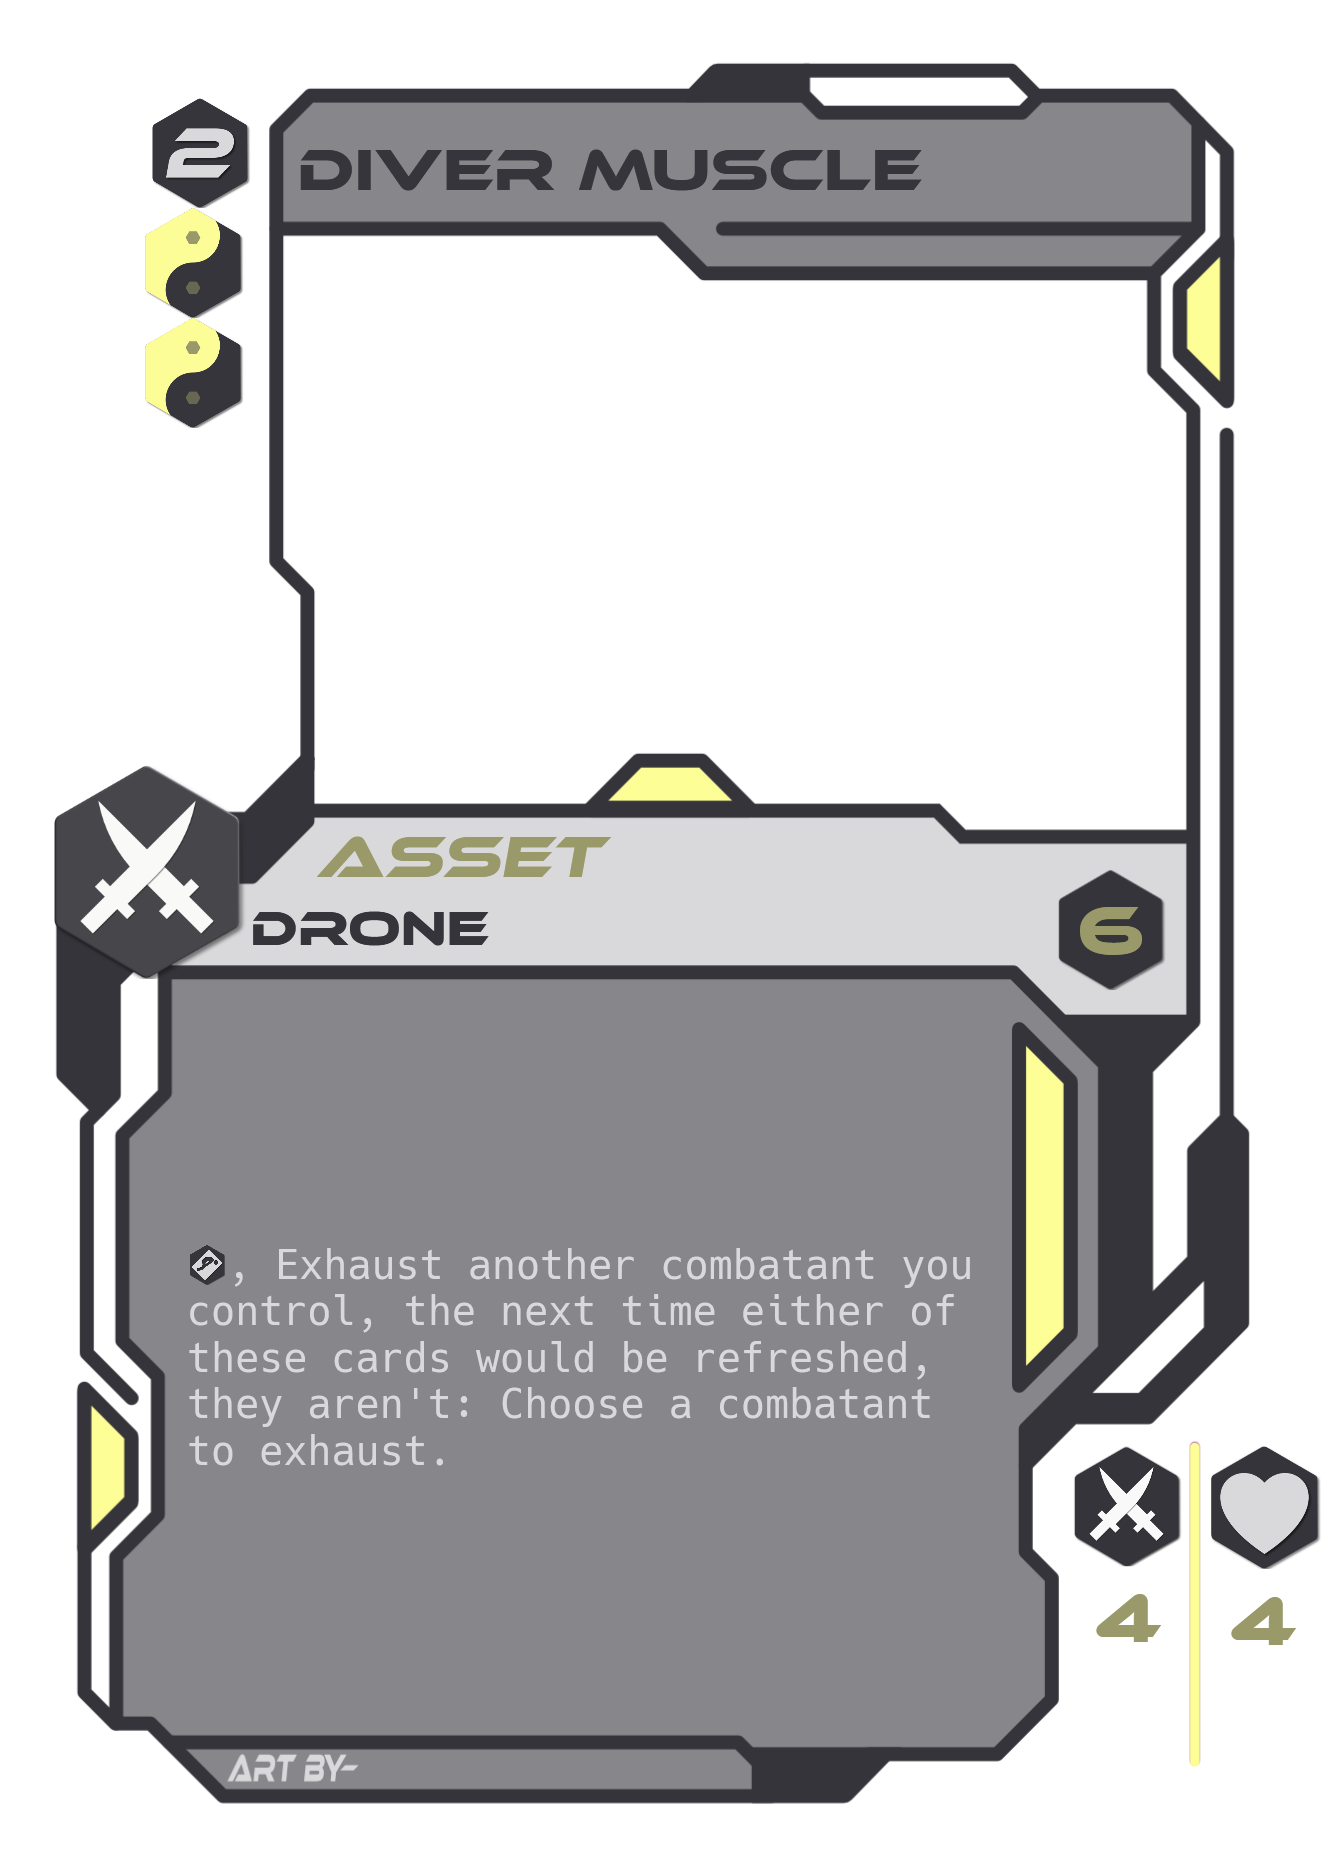 2
DIVER MUSCLE
ASSET
DRONE
6
, Exhaust another combatant you
control, the next time either of
these cards would be refreshed,
they aren't: Choose a combatant
to exhaust.
4
4
ART BY-